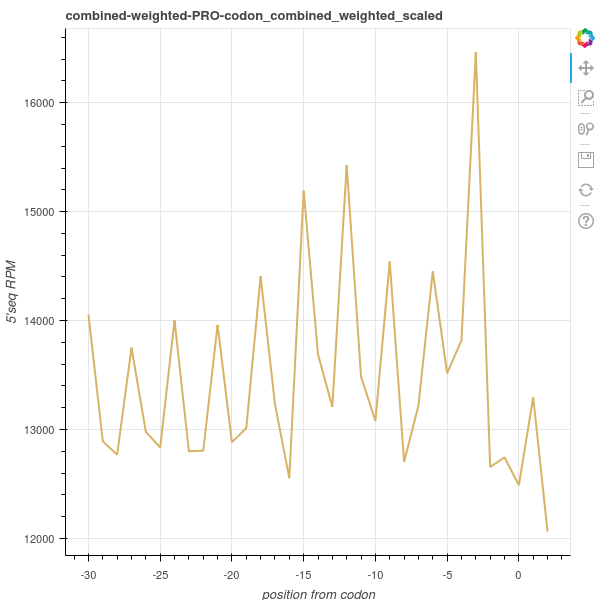 combined-weighted-PRO-codon_combined_weighted_scaled
16000
15000
14000
13000
12000
5'seq RPM
-30 -25 -20 -15 -10 -5 0
position from codon